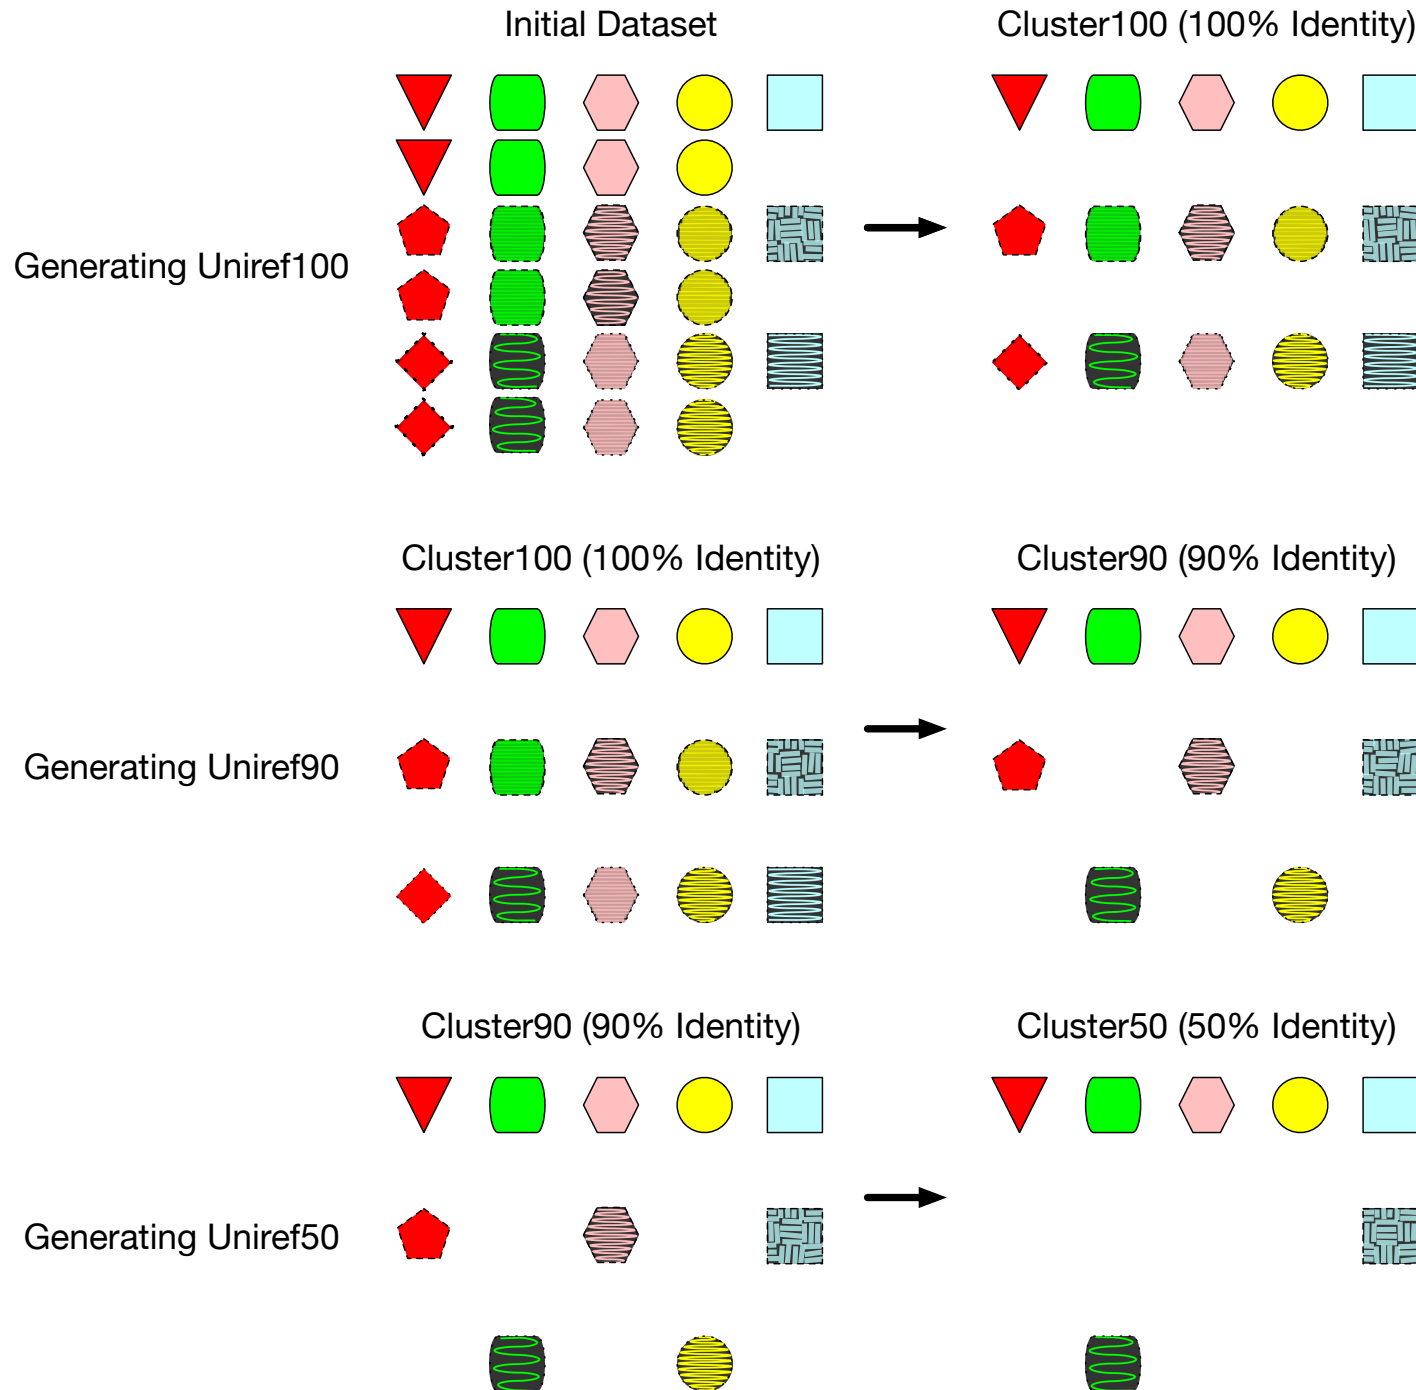 Initial Dataset
Cluster100 (100% Identity)
Generating Uniref100
Cluster100 (100% Identity)
Cluster90 (90% Identity)
Generating Uniref90
Cluster90 (90% Identity)
Cluster50 (50% Identity)
Generating Uniref50